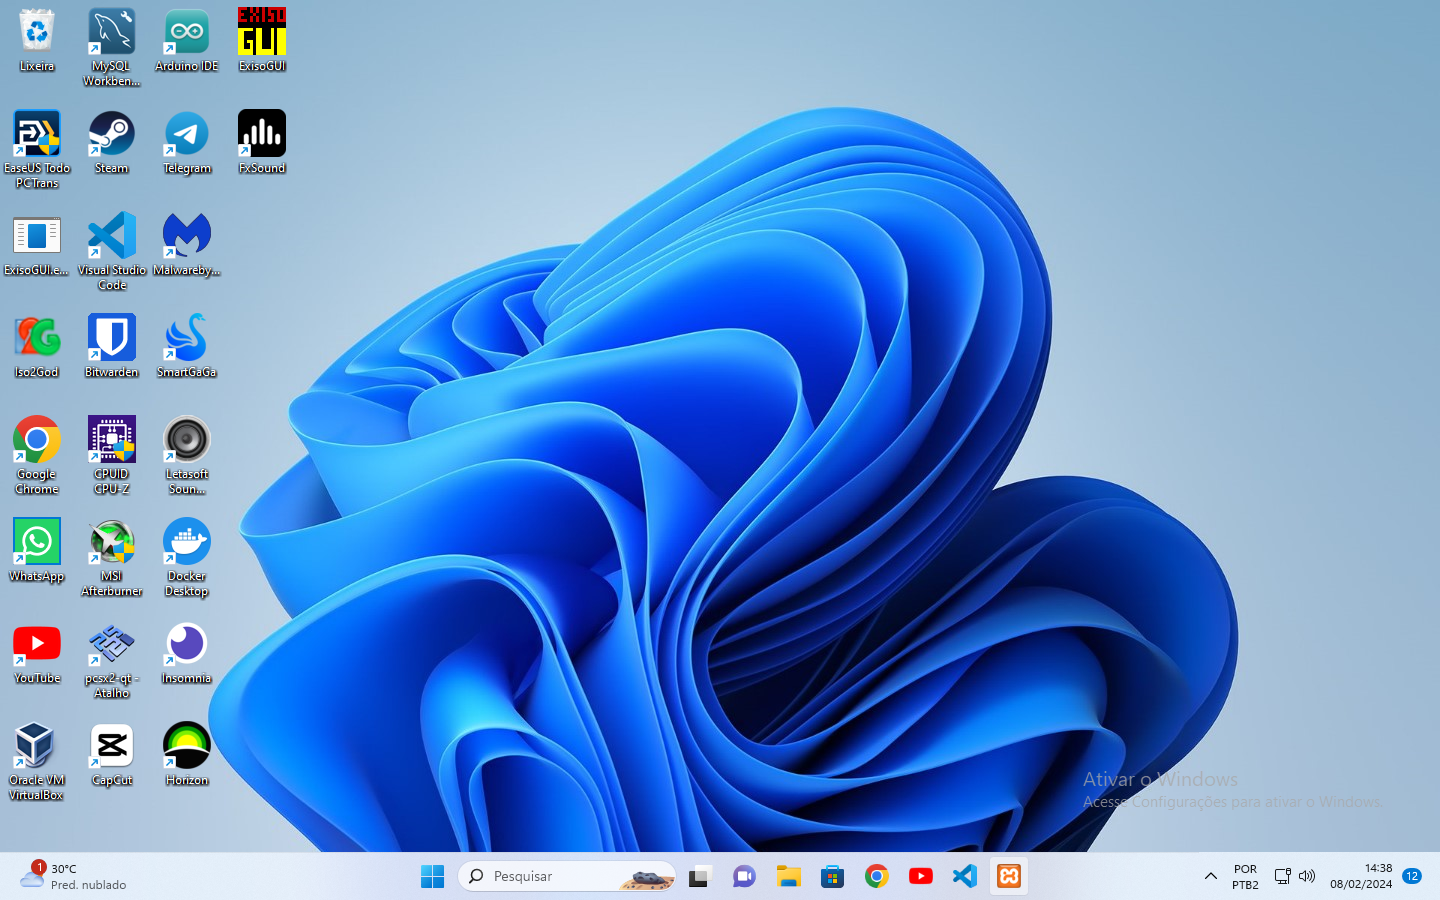 Lixeira
MySQL
Workben...
Arduino IDE
EXISO
GUI
ExisoGUI
EaseUS Todo
PCTrans
Steam
Telegram
FxSound
ExisoGUI.e...
Visual Studio
Code
Malwareby...
Iso2God
Bitwarden
SmartGaGa
Google
Chrome
CPUID
CPU-Z
Letasoft
Soun...
WhatsApp
MSI
Afterburner
Docker
Desktop
YouTube
pcsx2-qt -
Atalho
Insomnia
Oracle VM
VirtualBox
CapCut
Horizon
Ativar o Windows
Acesse Configurações para ativar o Windows.
1
30°C
Pred. nublado
Pesquisar
POR
PTB2
14:38
08/02/2024
12